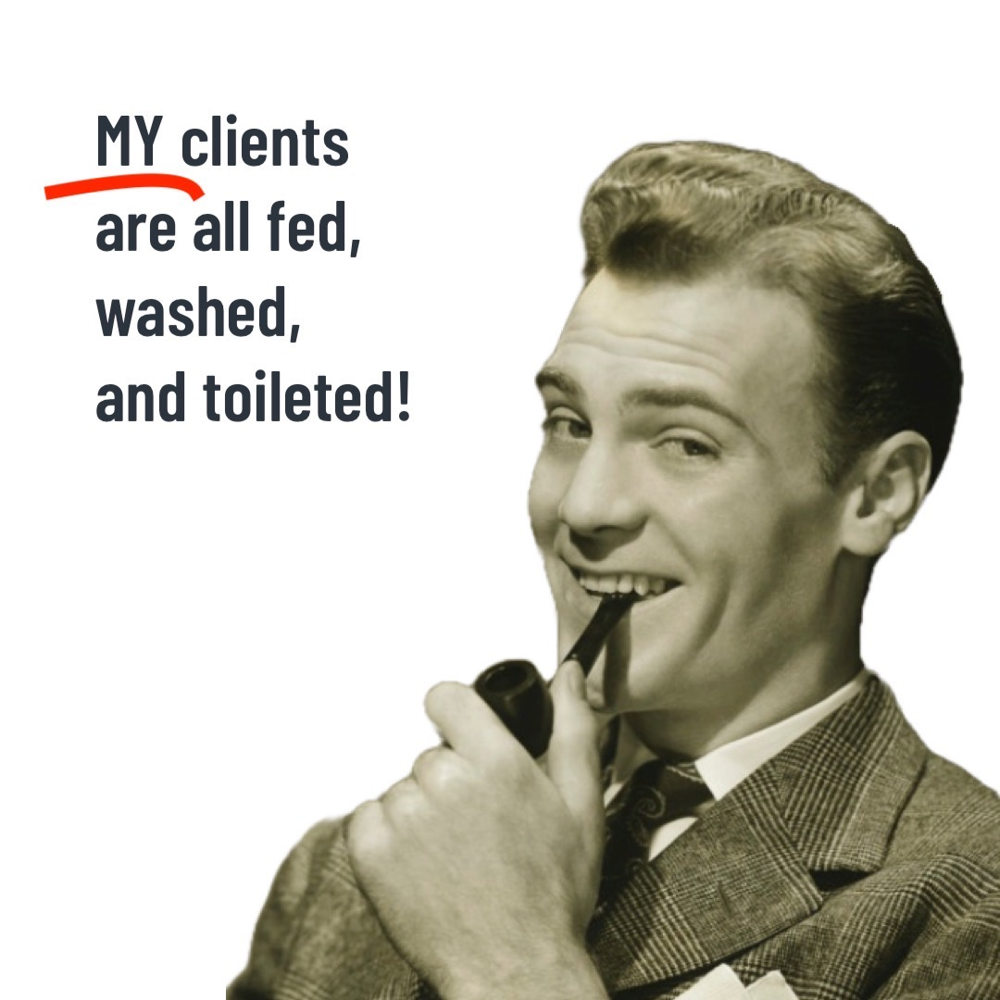 MY clients
are all fed,
washed,
and toileted!